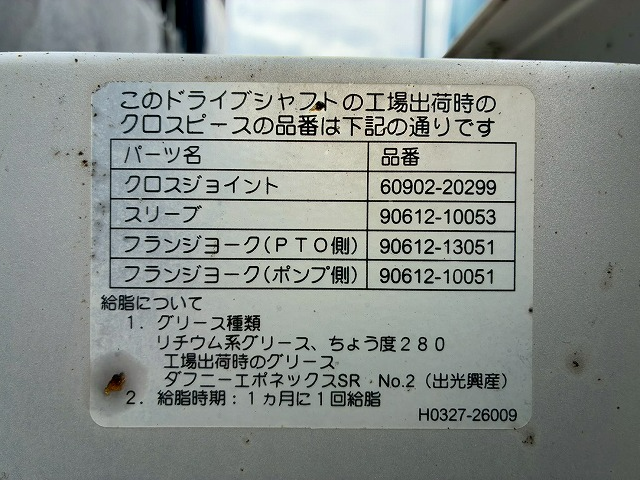 このドライブシャフトの工場出荷時の
クロスピースの品番は下記の通りです
パーツ名 品番
クロスジョイント 60902-20299
スリーブ 90612-10053
フランジヨーク(ＰＴＯ側) 90612-13051
フランジヨーク(ポンプ側) 90612-10051
給脂について
１．グリース種類
リチウム系グリース、ちょう度２８０
工場出荷時のグリース
ダフニーエポネックスSR No.2（出光興産）
２．給脂時期：１ヵ月に１回給脂
H0327-26009